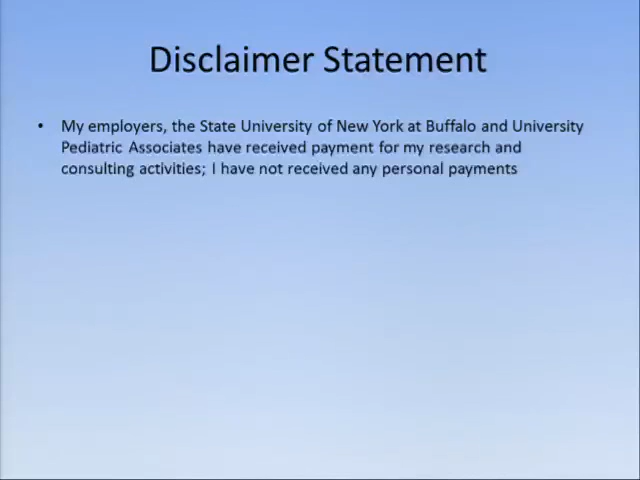 Disclaimer Statement
• My employers, the State University of New York at Buffalo and University
Pediatric Associates have received payment for my research and
consulting activities; I have not received any personal payments